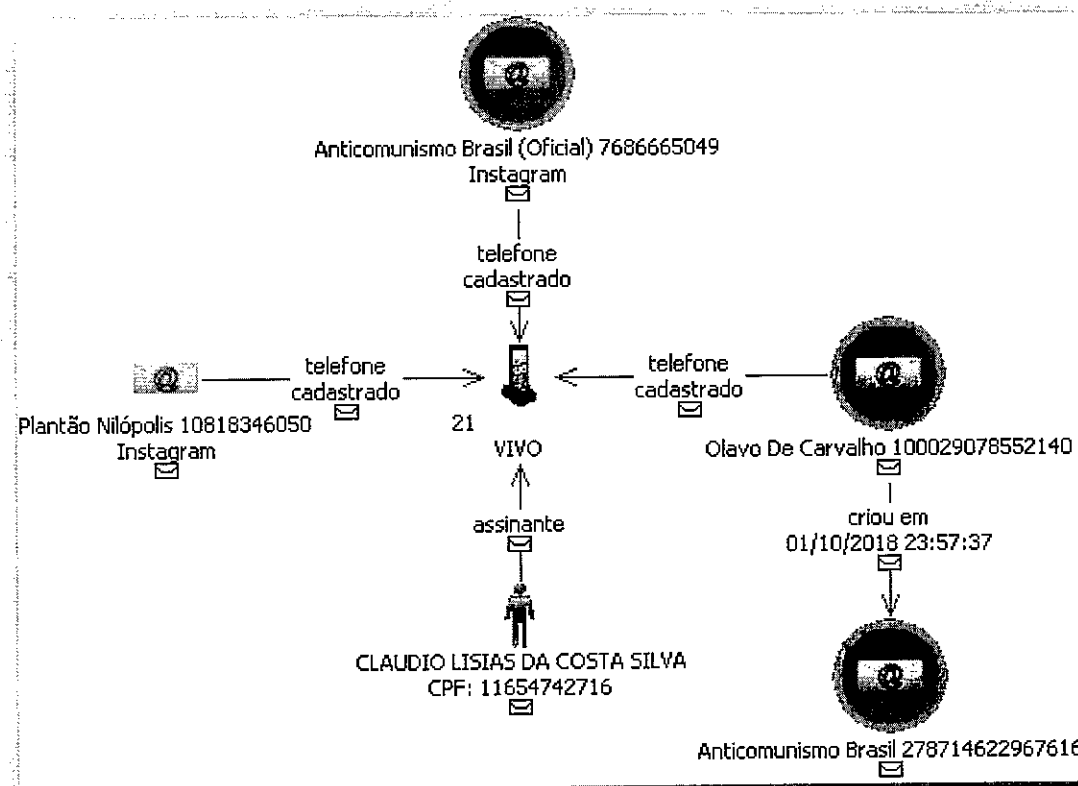 Anticomunismo Brasil (Oficial) 7686665049
Instagram
telefone
cadastrado
telefone
cadastrado
telefone
cadastrado
Plantão Nilópolis 10818346050
Instagram
21
VIVO
Olavo De Carvalho 100029078552140
assinante
criou em
01/10/2018 23:57:37
CLAUDIO LISIAS DA COSTA SILVA
CPF: 11654742716
Anticomunismo Brasil 278714622967616